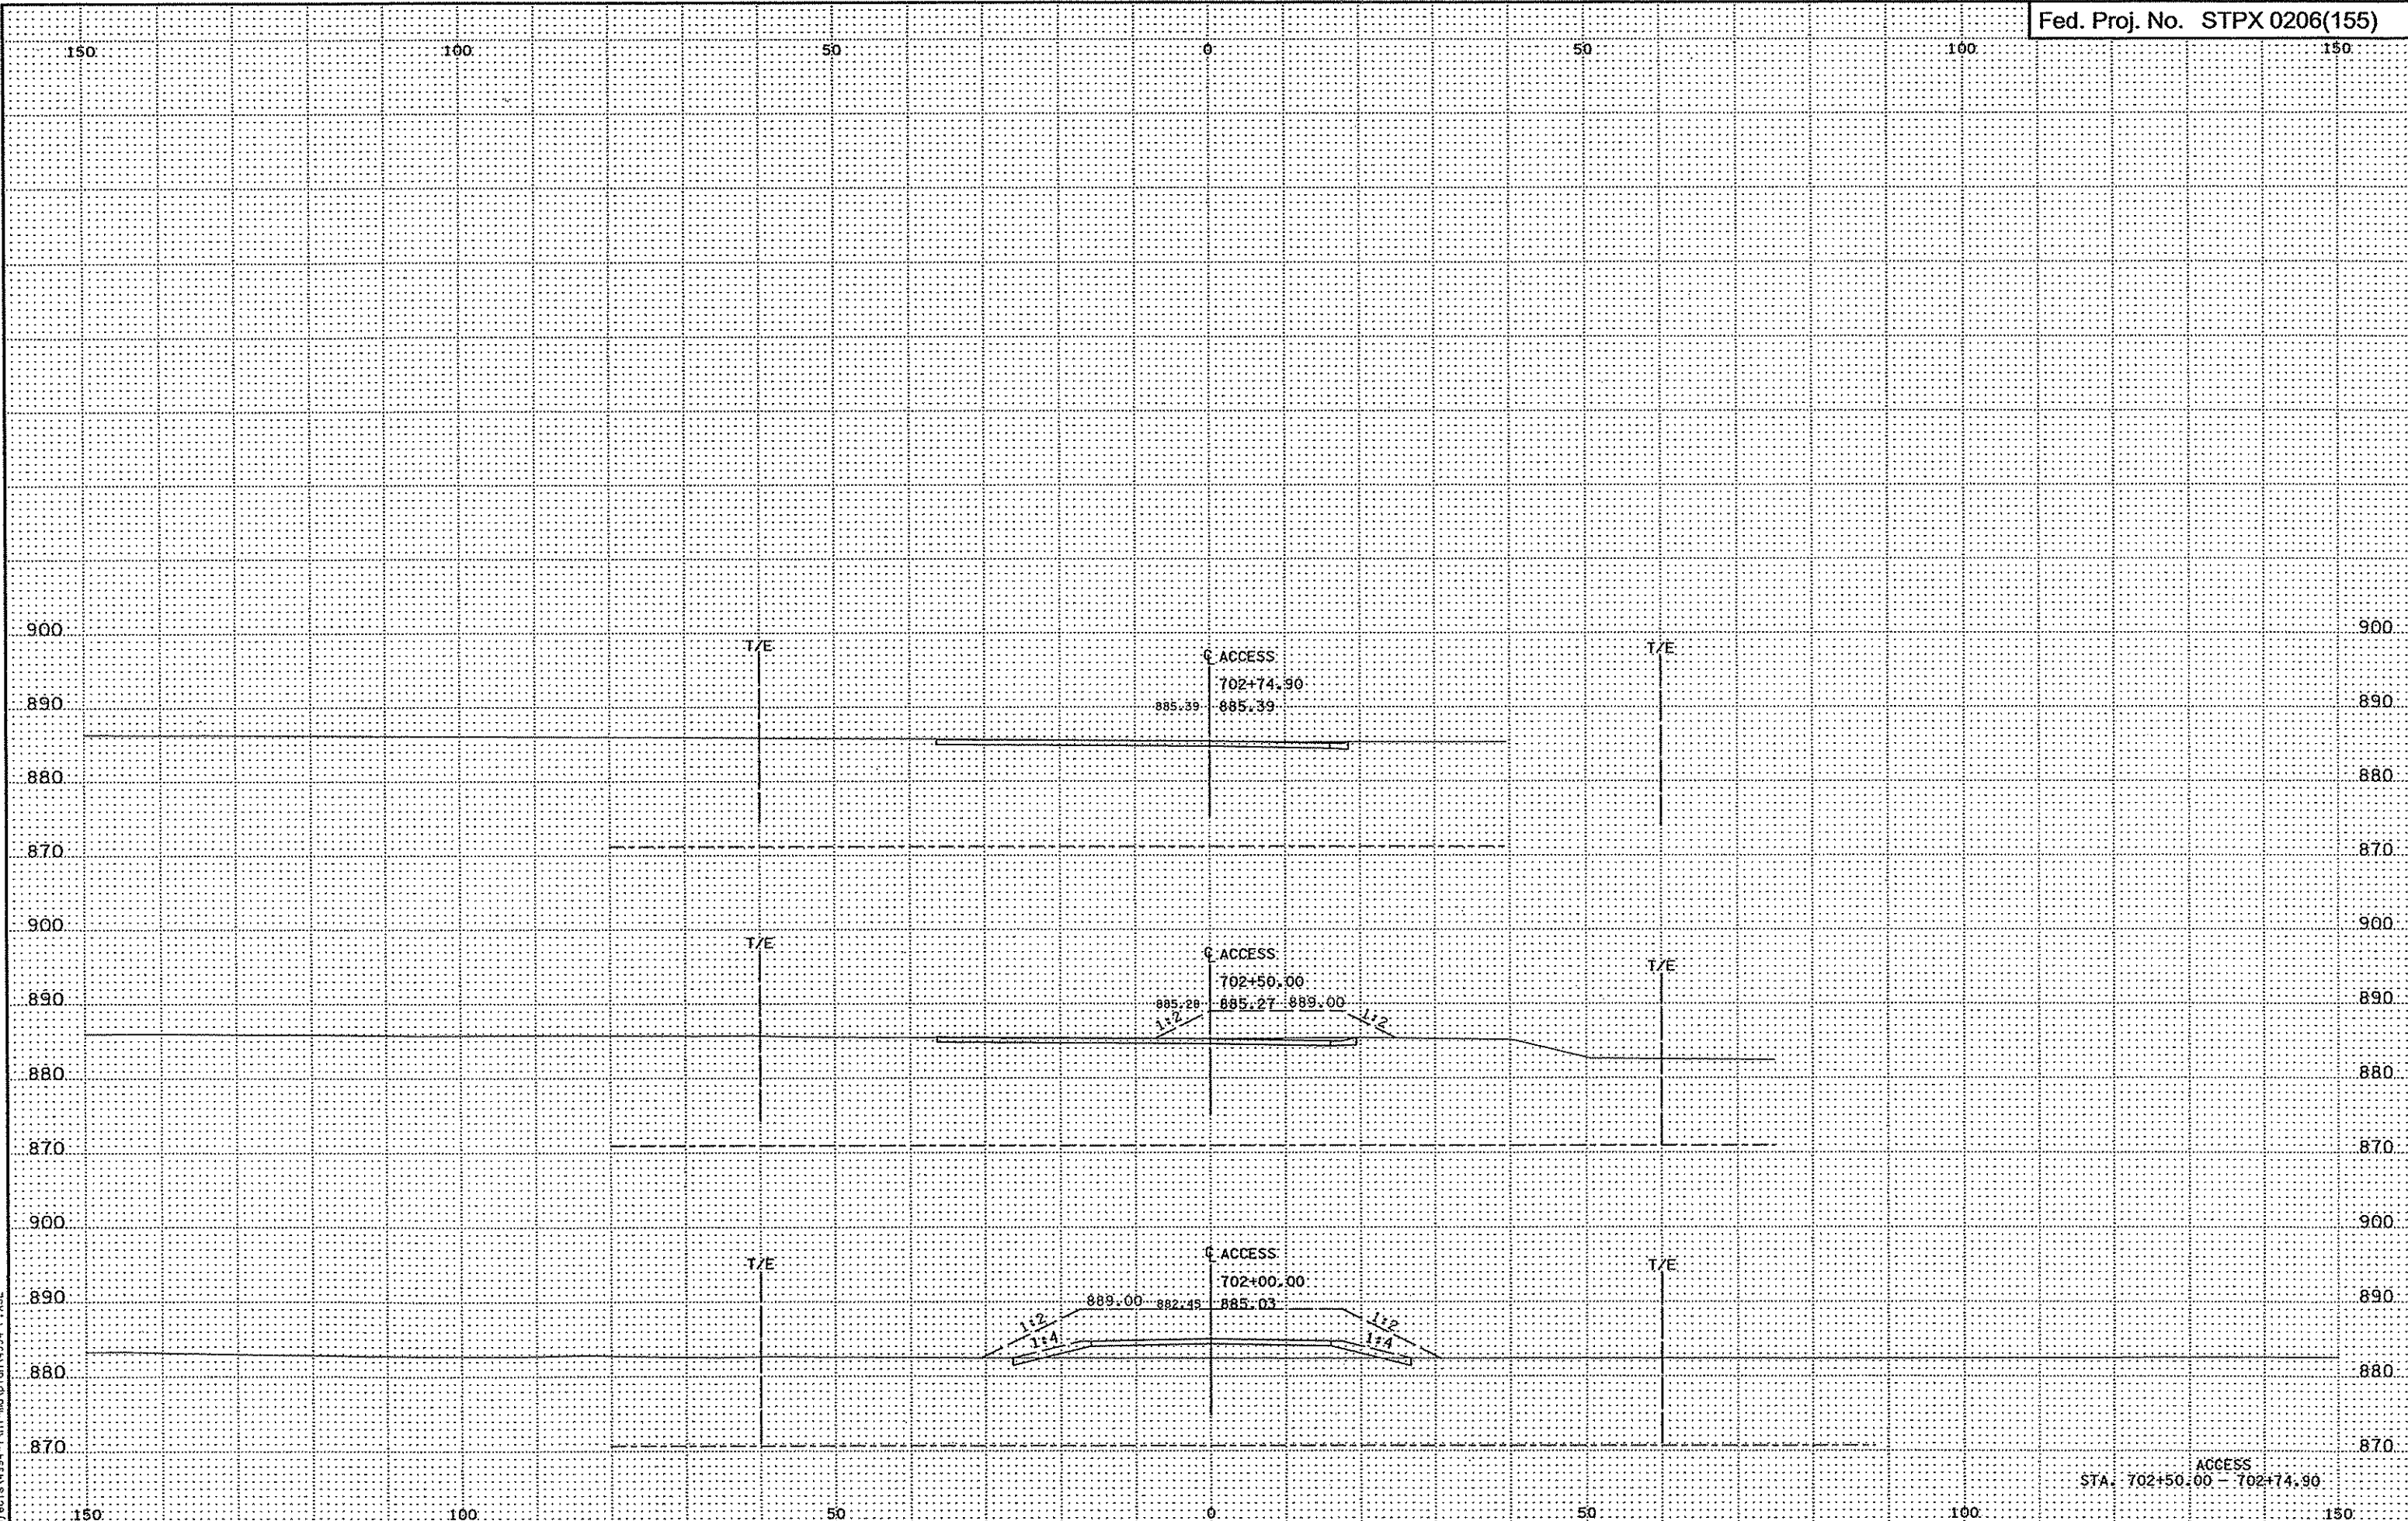 Fed. Proj. No. STPX 0206(155)
150 100 50 0 50 100 150
900 900
T/E ℄ ACCESS T/E
702+74.90
890 885.39 885.39 890
880 880
870 870
900 900
T/E ℄ ACCESS T/E
702+50.00
890 885.28 885.27 889.00 890
1:2 1:2
880 880
870 870
900 900
T/E ℄ ACCESS T/E
702+00.00
890 889.00 882.45 885.03 890
1:2 1:2
1:4 1:4
880 880
870 870
ACCESS
STA. 702+50.00 - 702+74.90
150 100 50 0 50 100 150